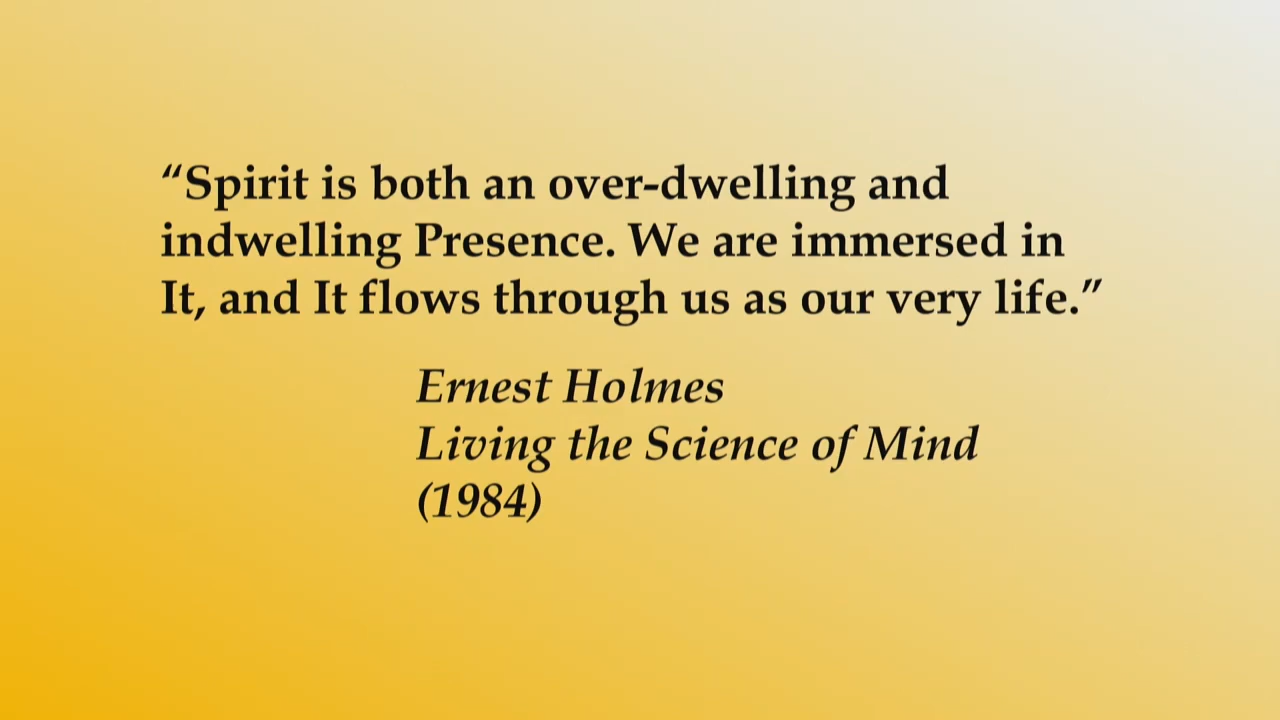 “Spirit is both an over-dwelling and
indwelling Presence. We are immersed in
It, and It flows through us as our very life.”
Ernest Holmes
Living the Science of Mind
(1984)